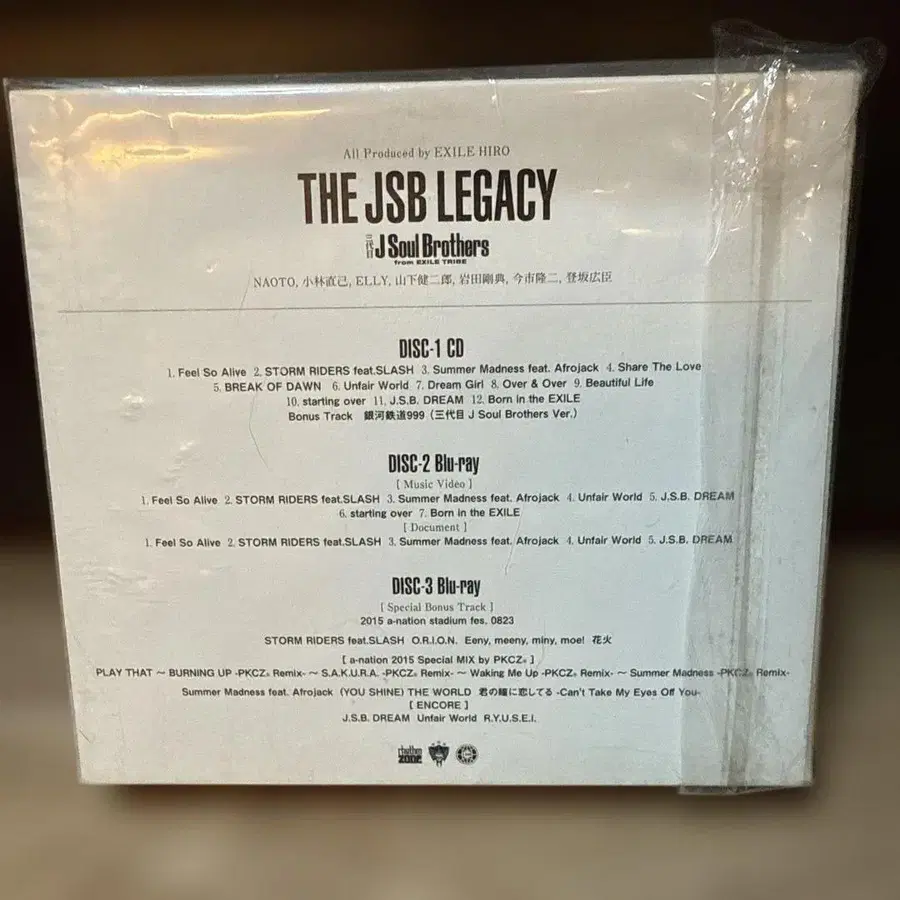 All Produced by EXILE HIRO
THE JSB LEGACY
三代目 J Soul Brothers
from EXILE TRIBE
NAOTO, 小林直己, ELLY, 山下健二郎, 岩田剛典, 今市隆二, 登坂広臣
DISC-1 CD
1. Feel So Alive 2. STORM RIDERS feat.SLASH 3. Summer Madness feat. Afrojack 4. Share The Love
5. BREAK OF DAWN 6. Unfair World 7. Dream Girl 8. Over & Over 9. Beautiful Life
10. starting over 11. J.S.B. DREAM 12. Born in the EXILE
Bonus Track 銀河鉄道999（三代目 J Soul Brothers Ver.）
DISC-2 Blu-ray
[ Music Video ]
1. Feel So Alive 2. STORM RIDERS feat.SLASH 3. Summer Madness feat. Afrojack 4. Unfair World 5. J.S.B. DREAM
6. starting over 7. Born in the EXILE
[ Document ]
1. Feel So Alive 2. STORM RIDERS feat.SLASH 3. Summer Madness feat. Afrojack 4. Unfair World 5. J.S.B. DREAM
DISC-3 Blu-ray
[ Special Bonus Track ]
2015 a-nation stadium fes. 0823
STORM RIDERS feat.SLASH O.R.I.O.N. Eeny, meeny, miny, moe! 花火
[ a-nation 2015 Special MIX by PKCZ® ]
PLAY THAT ～ BURNING UP -PKCZ® Remix- ～ S.A.K.U.R.A. -PKCZ® Remix- ～ Waking Me Up -PKCZ® Remix- ～ Summer Madness -PKCZ® Remix-
Summer Madness feat. Afrojack (YOU SHINE) THE WORLD 君の瞳に恋してる -Can't Take My Eyes Off You-
[ ENCORE ]
J.S.B. DREAM Unfair World R.Y.U.S.E.I.
rhythm ZONE